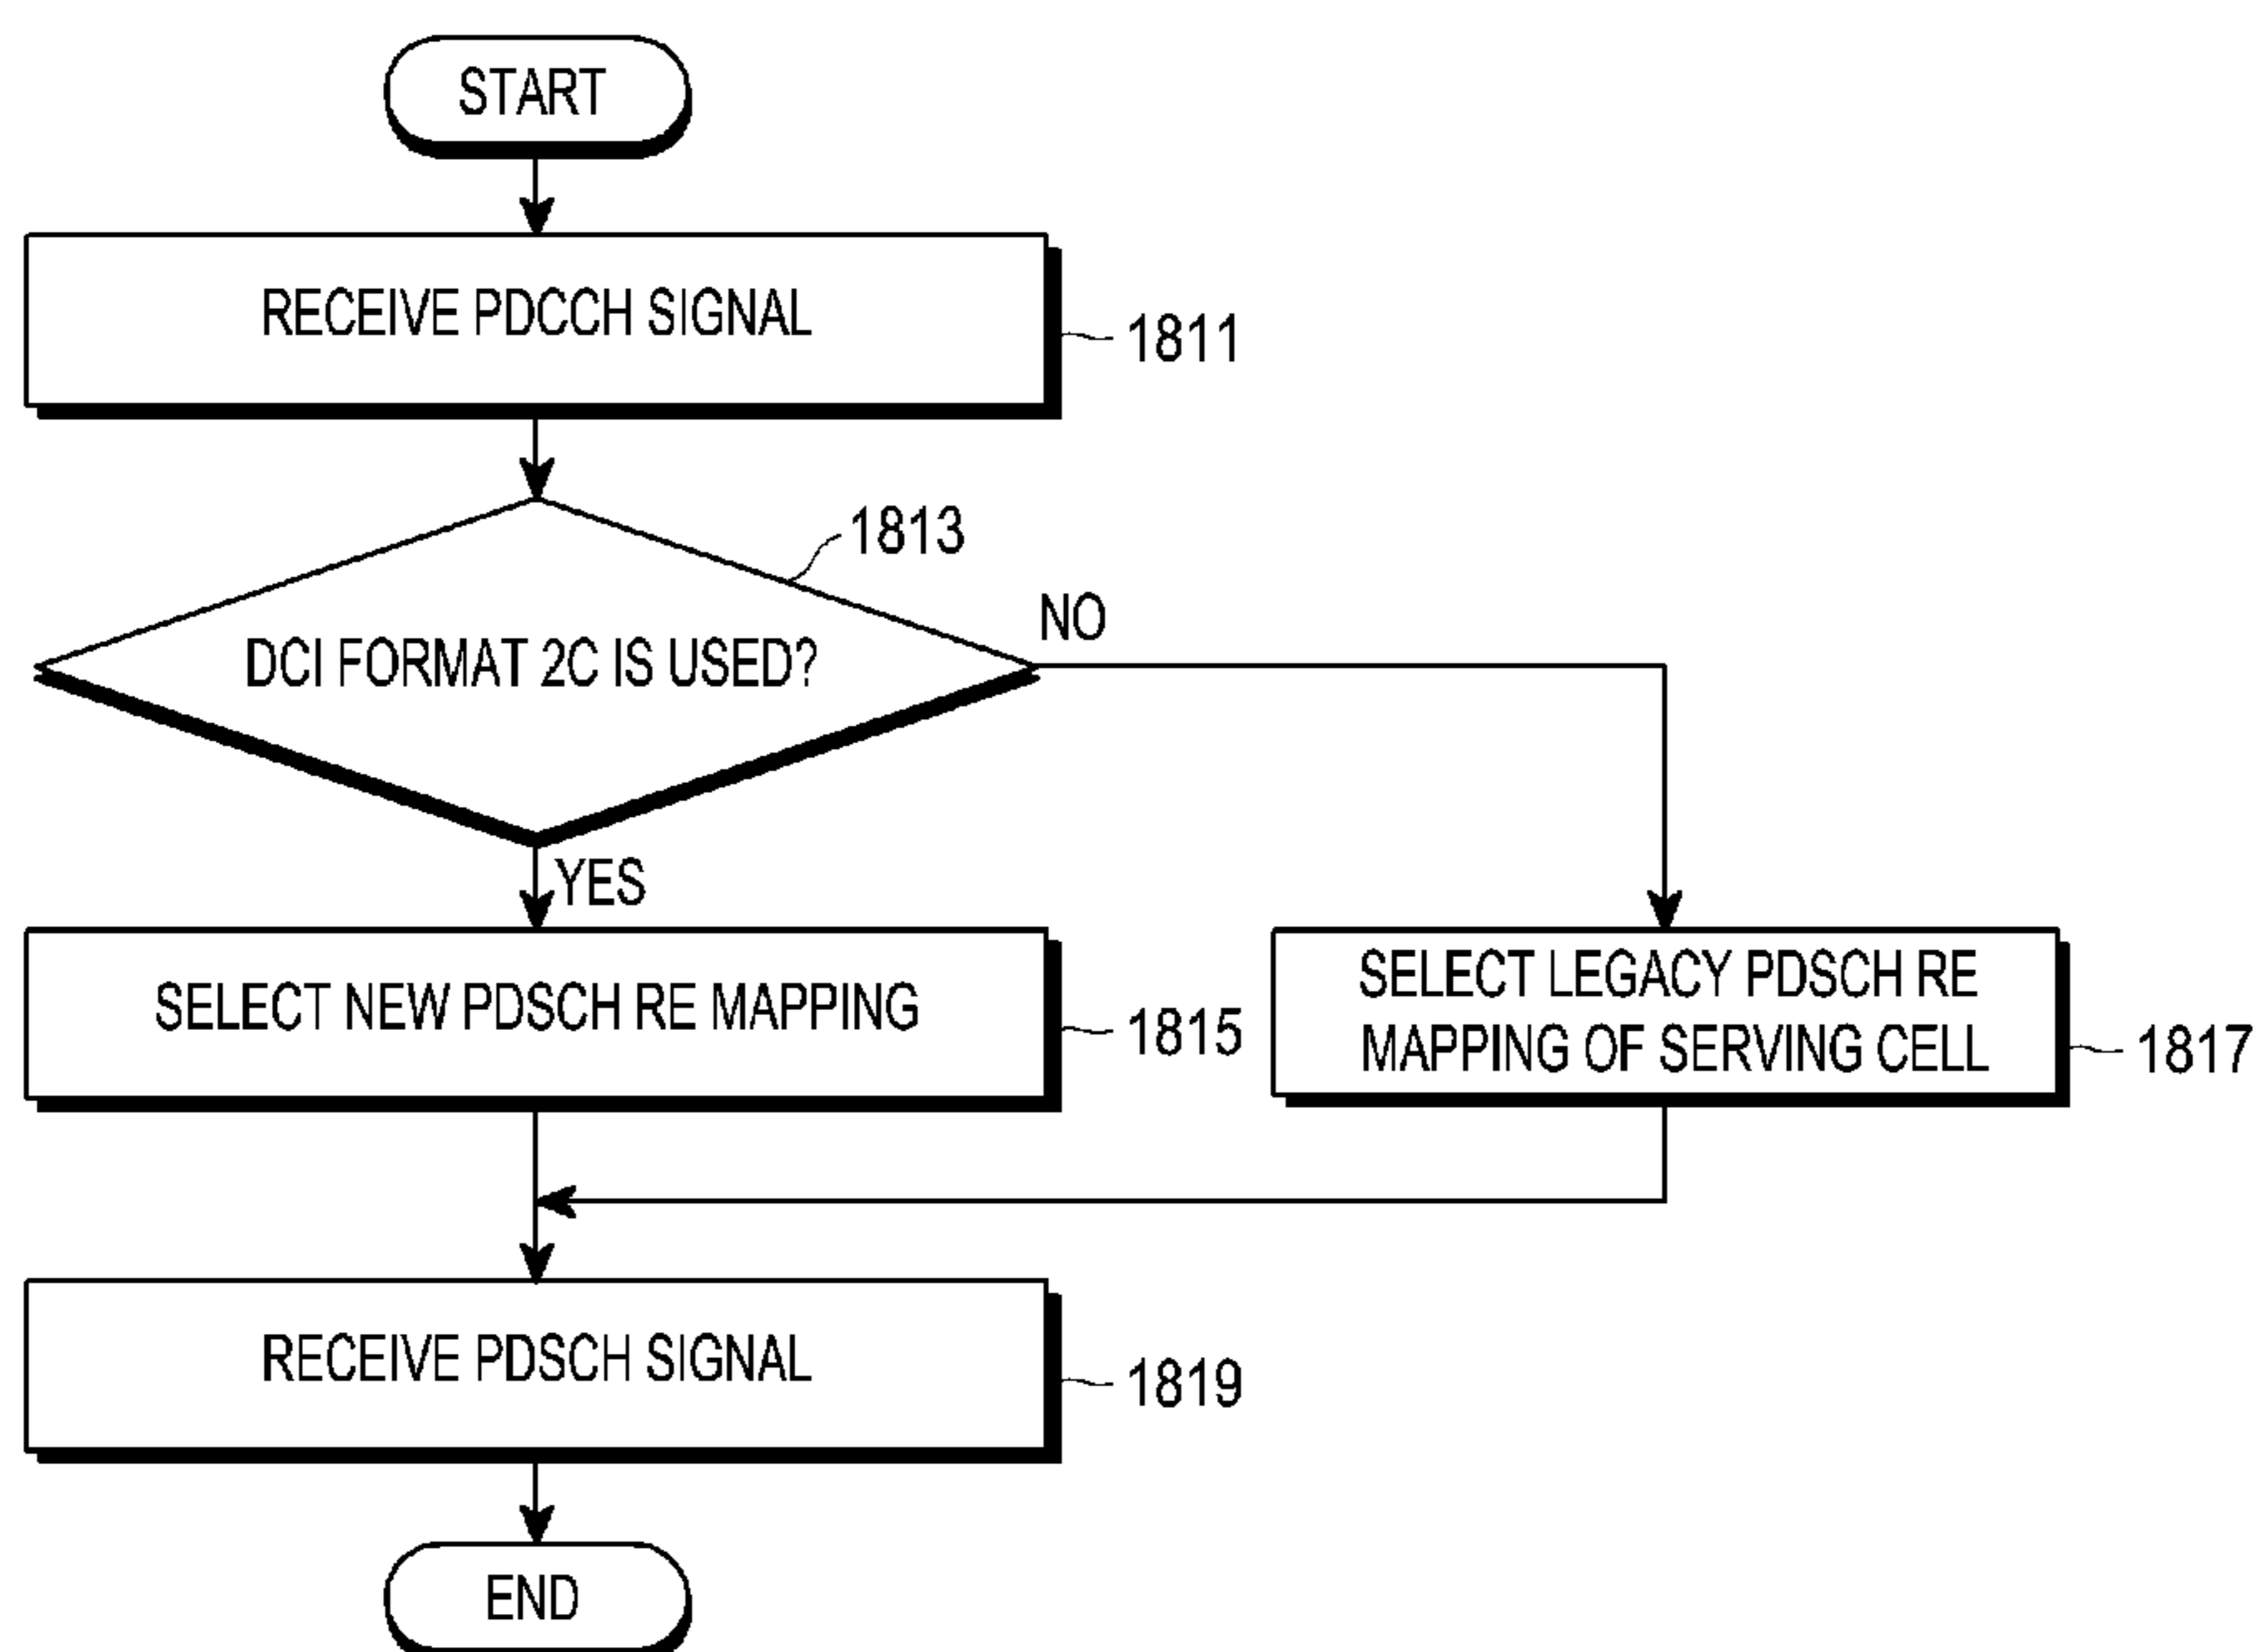 START
RECEIVE PDCCH SIGNAL
1811
1813
DCI FORMAT 2C IS USED?
NO
YES
SELECT NEW PDSCH RE MAPPING
1815
SELECT LEGACY PDSCH RE
MAPPING OF SERVING CELL
1817
RECEIVE PDSCH SIGNAL
1819
END